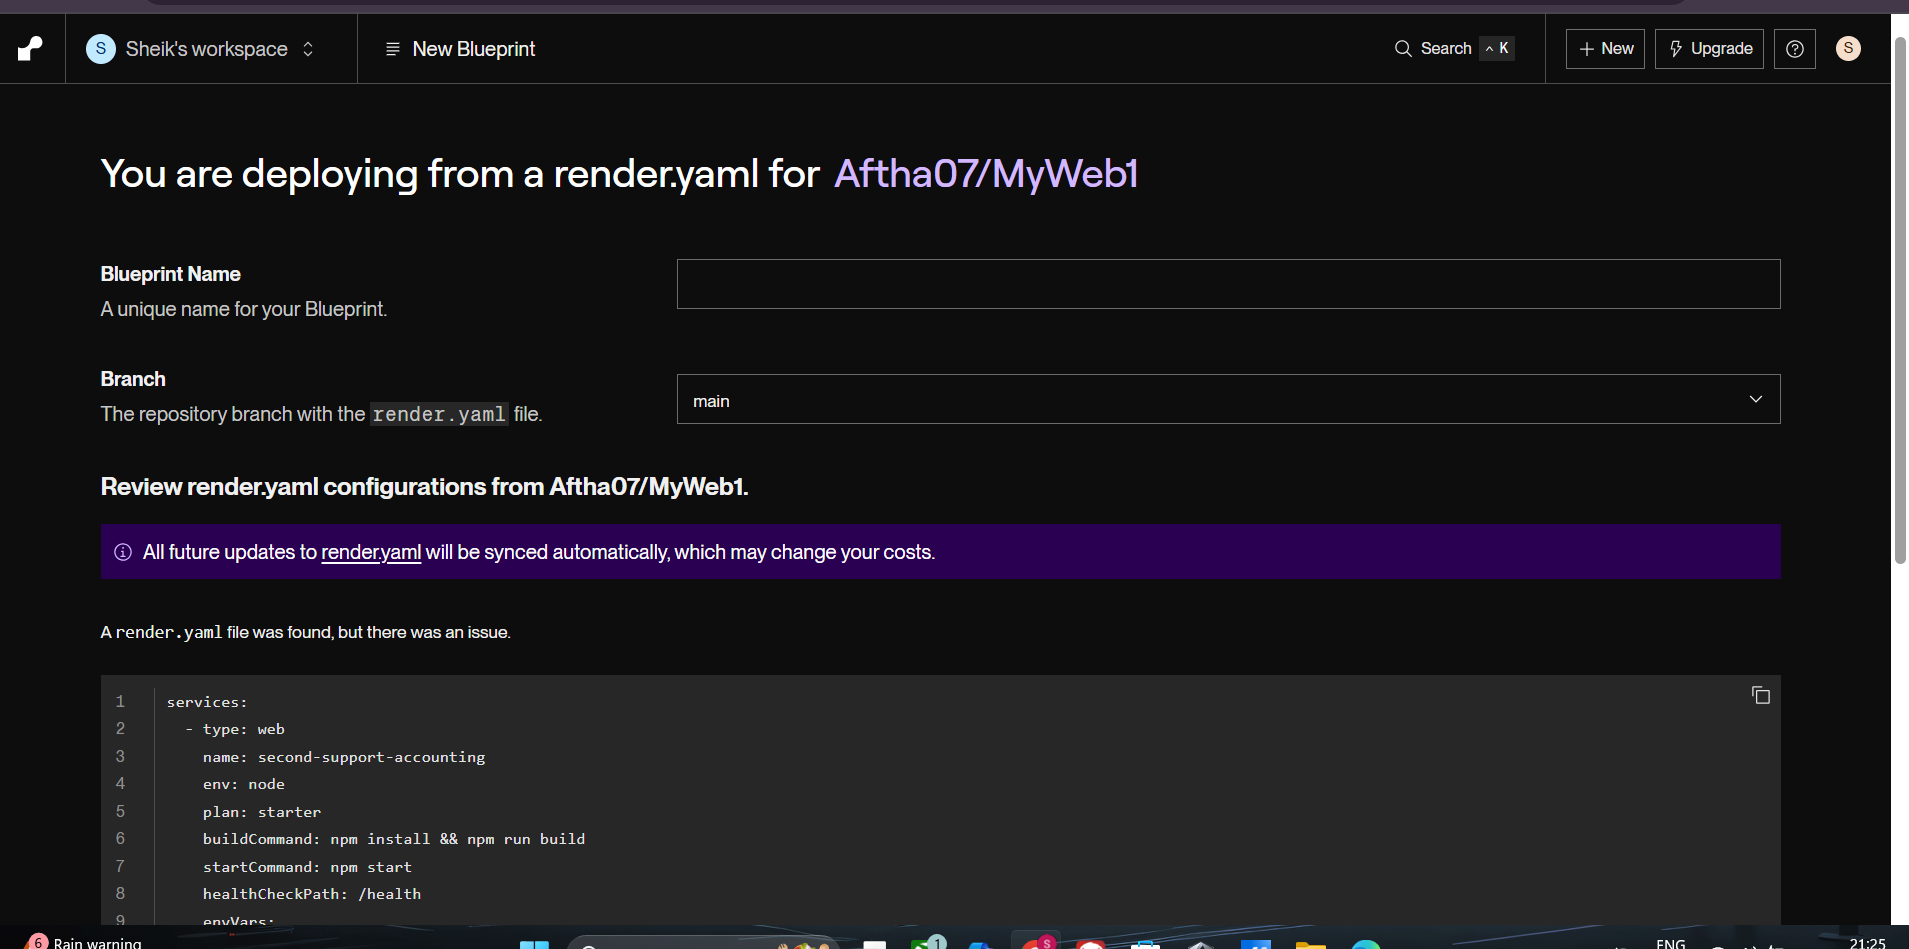 S Sheik's workspace
New Blueprint
Search ^ K
+ New
Upgrade
S
You are deploying from a render.yaml for Aftha07/MyWeb1
Blueprint Name
A unique name for your Blueprint.
Branch
The repository branch with the render.yaml file.
main
Review render.yaml configurations from Aftha07/MyWeb1.
All future updates to render.yaml will be synced automatically, which may change your costs.
A render.yaml file was found, but there was an issue.
1 services:
2 - type: web
3 name: second-support-accounting
4 env: node
5 plan: starter
6 buildCommand: npm install && npm run build
7 startCommand: npm start
8 healthCheckPath: /health
9 envVars:
6 Rain warning
1
S
ENG
21:25